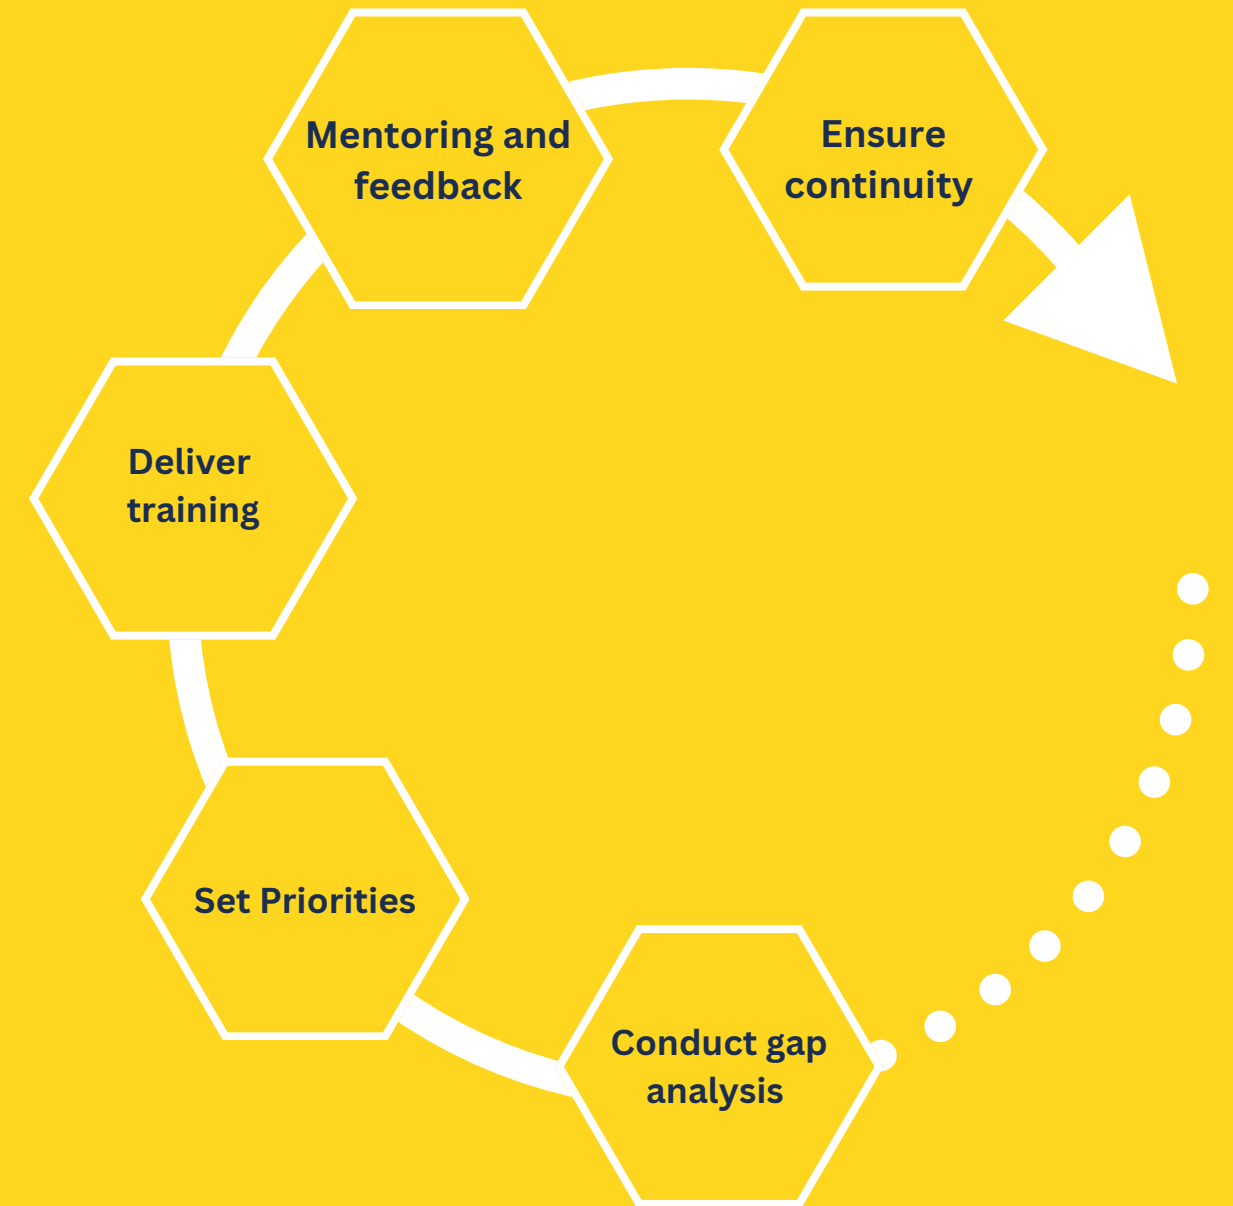 Mentoring and
feedback
Ensure
continuity
Deliver
training
Set Priorities
Conduct gap
analysis